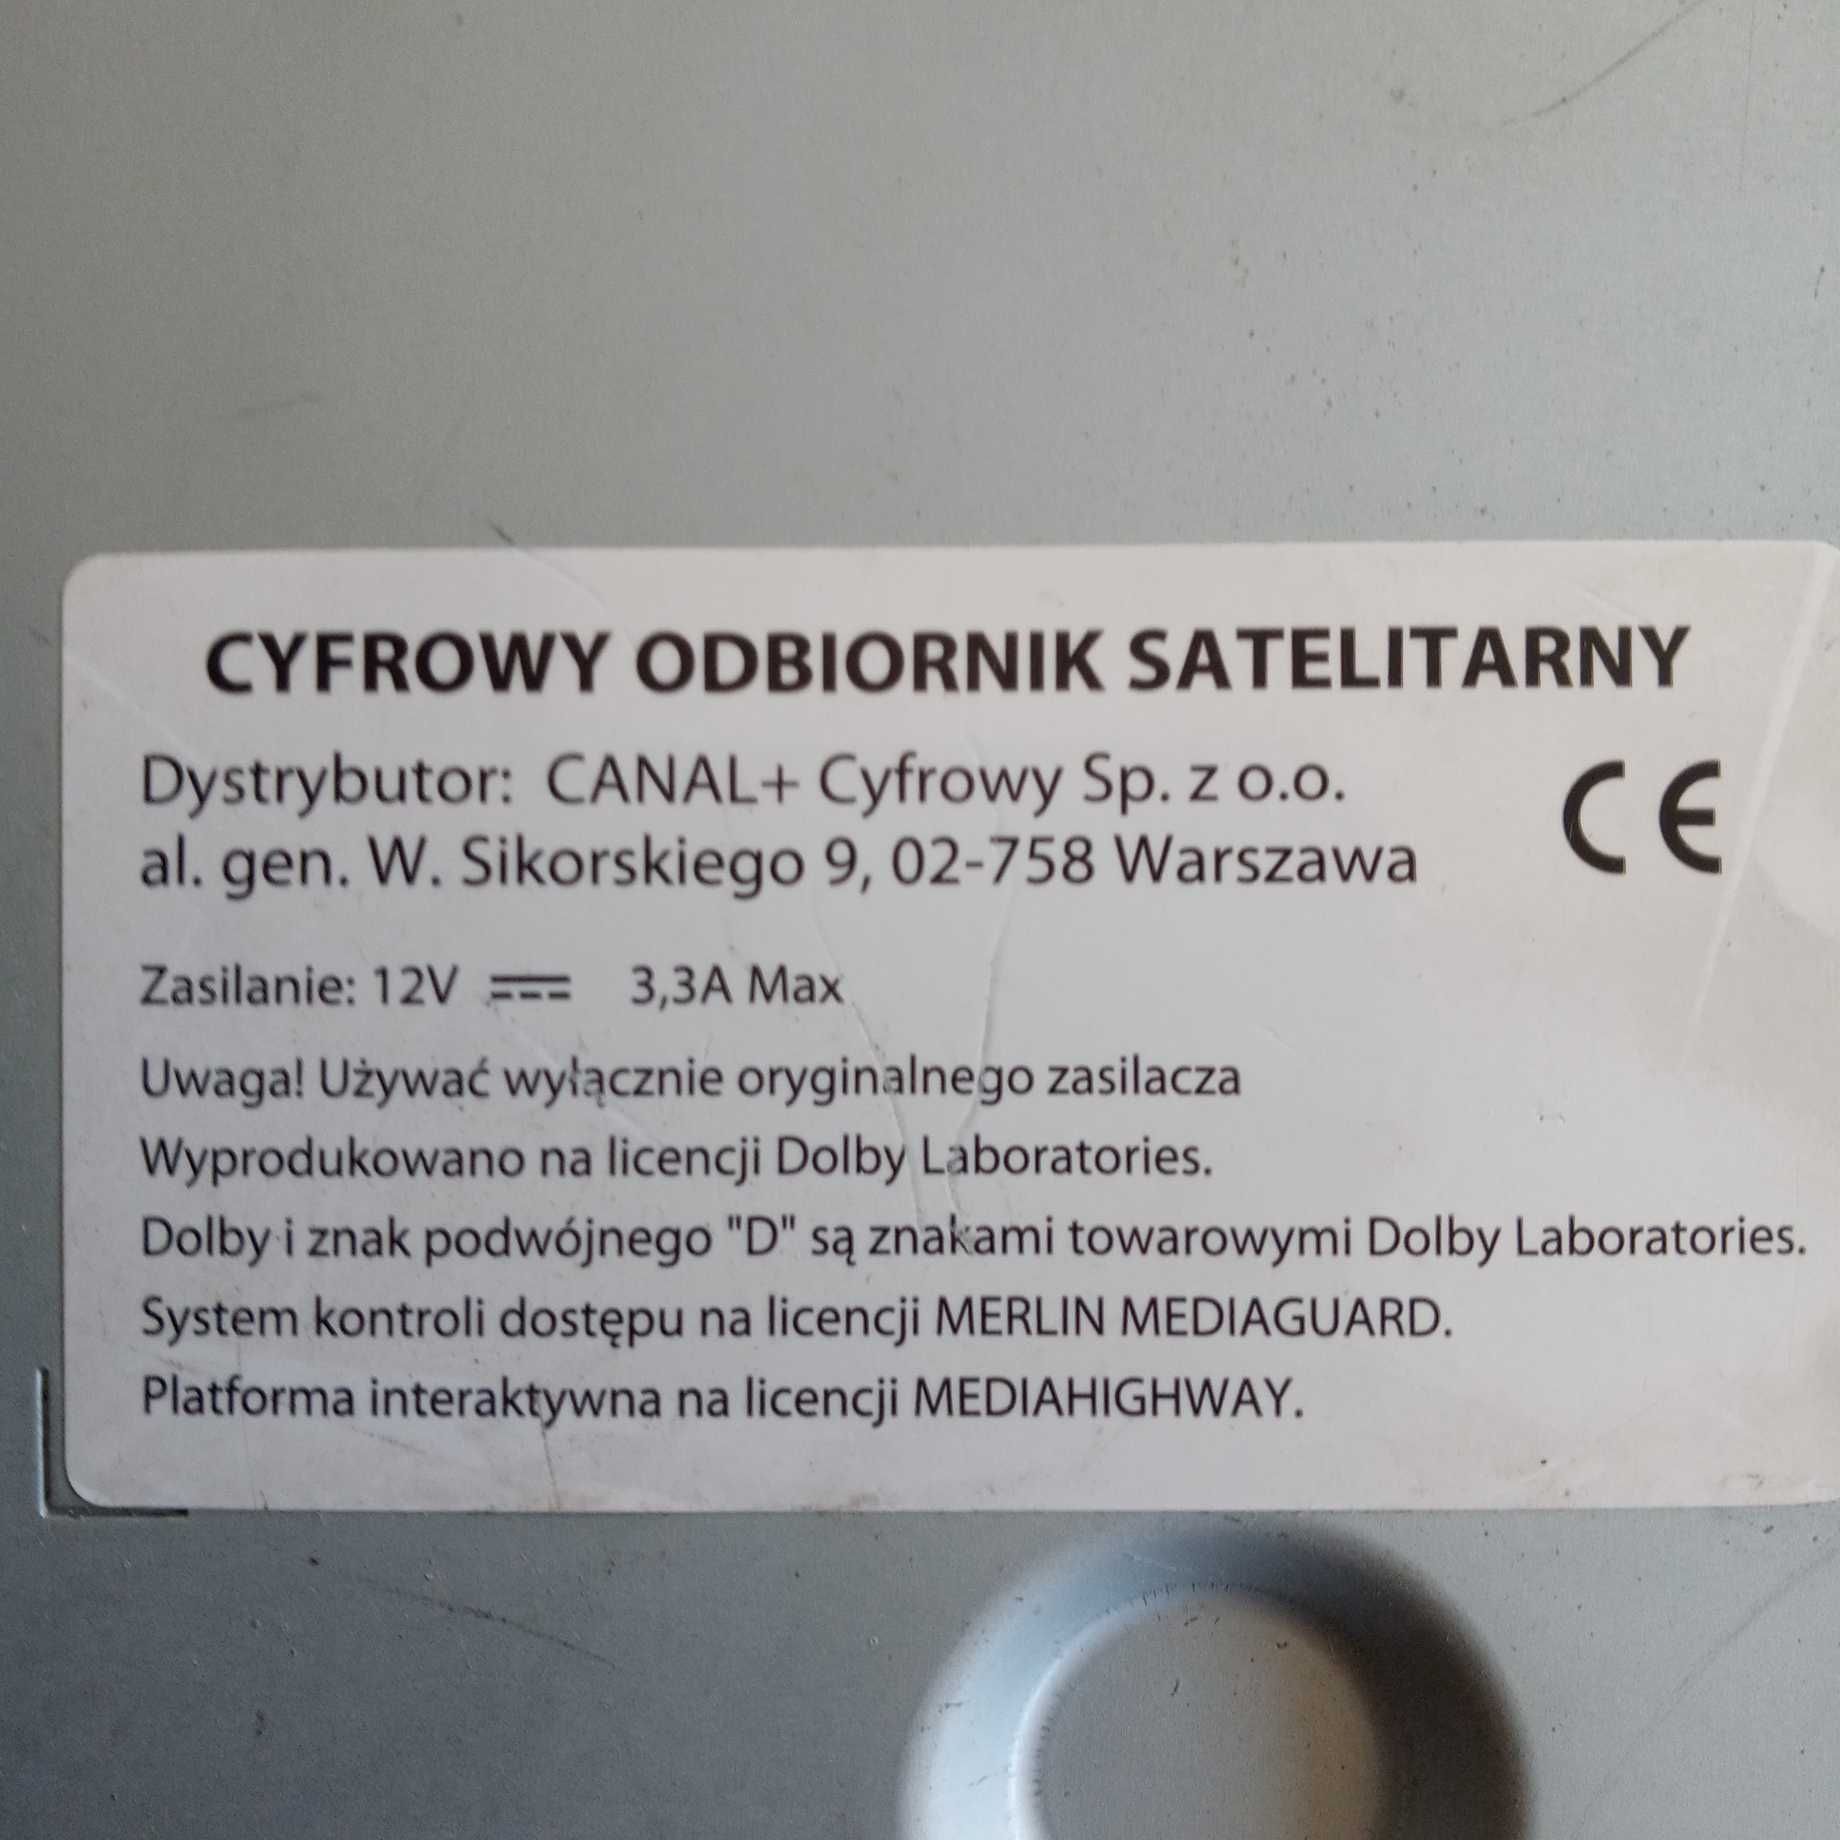 CYFROWY ODBIORNIK SATELITARNY
Dystrybutor: CANAL+ Cyfrowy Sp. z o.o.
al. gen. W. Sikorskiego 9, 02-758 Warszawa
CE
Zasilanie: 12V ⎓ 3,3A Max
Uwaga! Używać wyłącznie oryginalnego zasilacza
Wyprodukowano na licencji Dolby Laboratories.
Dolby i znak podwójnego "D" są znakami towarowymi Dolby Laboratories.
System kontroli dostępu na licencji MERLIN MEDIAGUARD.
Platforma interaktywna na licencji MEDIAHIGHWAY.